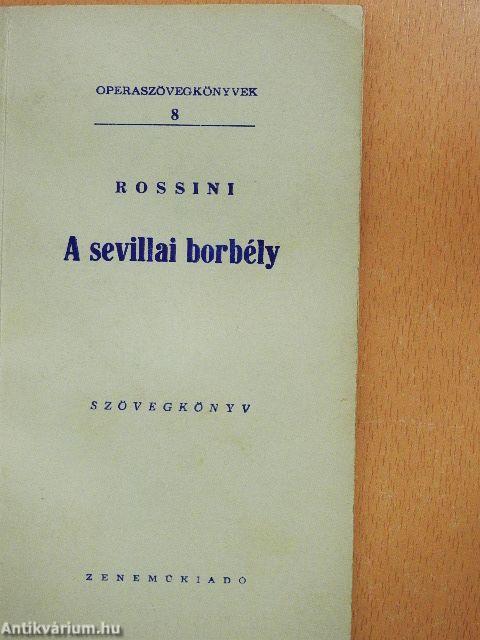 OPERASZÖVEGKÖNYVEK
8
ROSSINI
A sevillai borbély
SZÖVEGKÖNYV
ZENEMŰKIADÓ
Antikvárium.hu